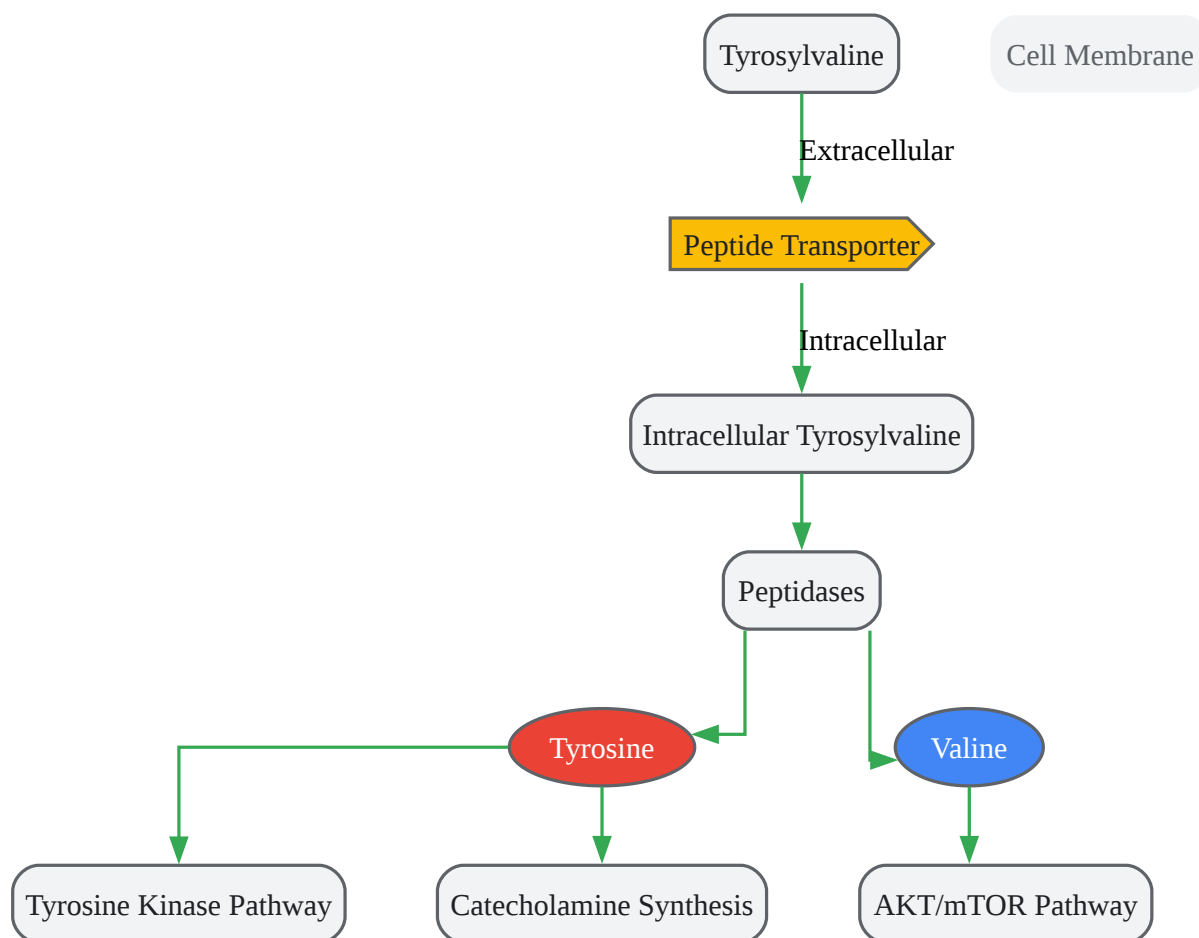 Tyrosylvaline
Cell Membrane
Extracellular
Peptide Transporter
Intracellular
Intracellular Tyrosylvaline
Peptidases
Tyrosine
Valine
Tyrosine Kinase Pathway
Catecholamine Synthesis
AKT/mTOR Pathway